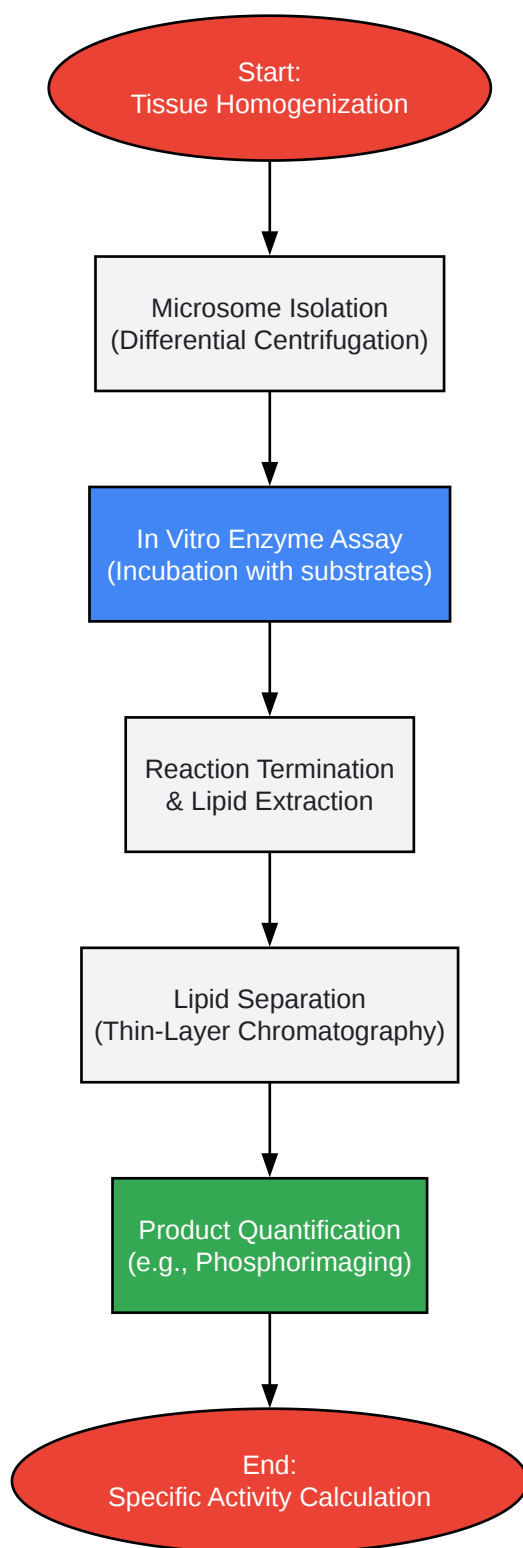 Start:
Tissue Homogenization
Microsome Isolation
(Differential Centrifugation)
In Vitro Enzyme Assay
(Incubation with substrates)
Reaction Termination
& Lipid Extraction
Lipid Separation
(Thin-Layer Chromatography)
Product Quantification
(e.g., Phosphorimaging)
End:
Specific Activity Calculation